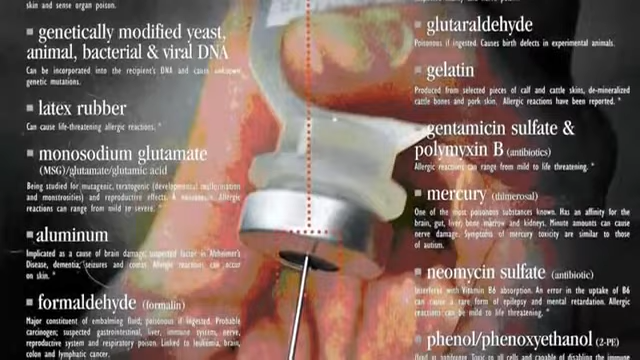 skin and sense organ poison.
genetically modified yeast,
animal, bacterial & viral DNA
Can be incorporated into the recipient's DNA and cause unknown
genetic mutations.
latex rubber
Can cause life-threatening allergic reactions. *
monosodium glutamate
(MSG)/glutamate/glutamic acid
Being studied for mutagenic, teratogenic (developmental malformation
and monstrosities) and reproductive effects. A neurotoxin. Allergic
reactions can range from mild to severe. *
aluminum
Implicated as a cause of brain damage; suspected factor in Alzheimer's
Disease, dementia, seizures and comas. Allergic reactions can occur
on skin. *
formaldehyde (formalin)
Major constituent of embalming fluid; poisonous if ingested. Probable
carcinogen; suspected gastrointestinal, liver, immune system, nerve,
reproductive system and respiratory poison. Linked to leukemia, brain,
colon and lymphatic cancer.
glutaraldehyde
Poisonous if ingested. Causes birth defects in experimental animals.
gelatin
Produced from selected pieces of calf and cattle skins, de-mineralized
cattle bones and pork skin. Allergic reactions have been reported. *
gentamicin sulfate &
polymyxin B (antibiotics)
Allergic reactions can range from mild to life threatening. *
mercury (thimerosal)
One of the most poisonous substances known. Has an affinity for the
brain, gut, liver, bone marrow and kidneys. Minute amounts can cause
nerve damage. Symptoms of mercury toxicity are similar to those
of autism.
neomycin sulfate (antibiotic)
Interferes with Vitamin B6 absorption. An error in the uptake of B6
can cause a rare form of epilepsy and mental retardation. Allergic
reactions can range from mild to life threatening. *
phenol/phenoxyethanol (2-PE)